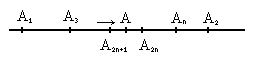 A₁ A₃ → A Aₙ A₂
A₂ₙ₊₁ A₂ₙ